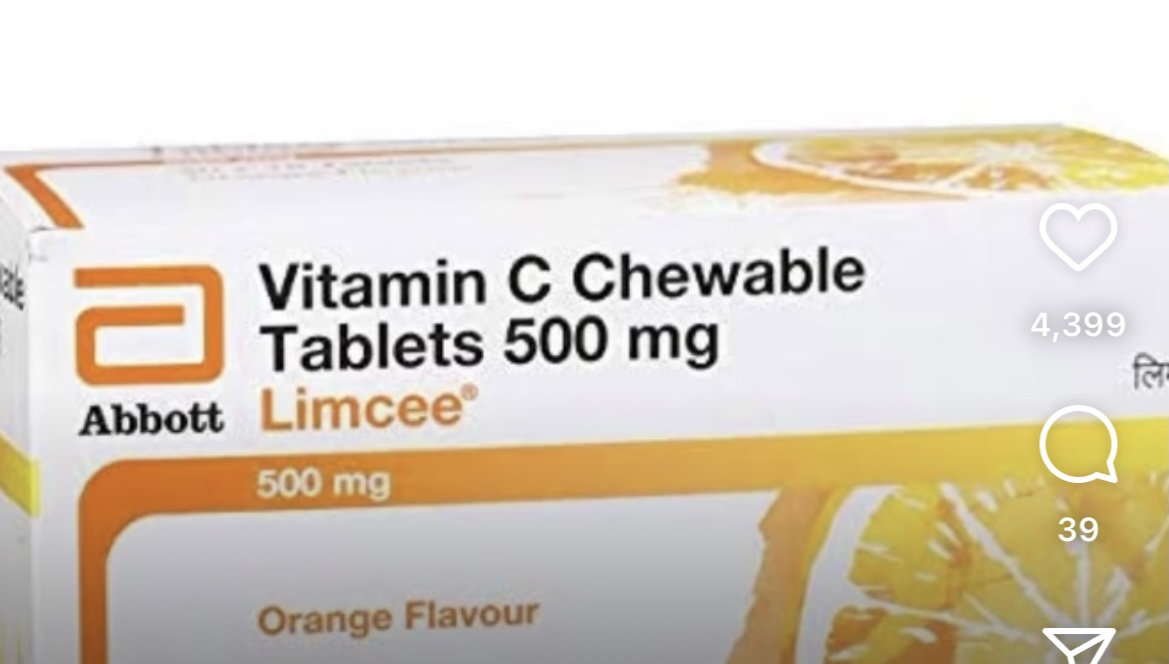 Vitamin C Chewable
Tablets 500 mg
Limcee®
Abbott
500 mg
Orange Flavour
4,399
39